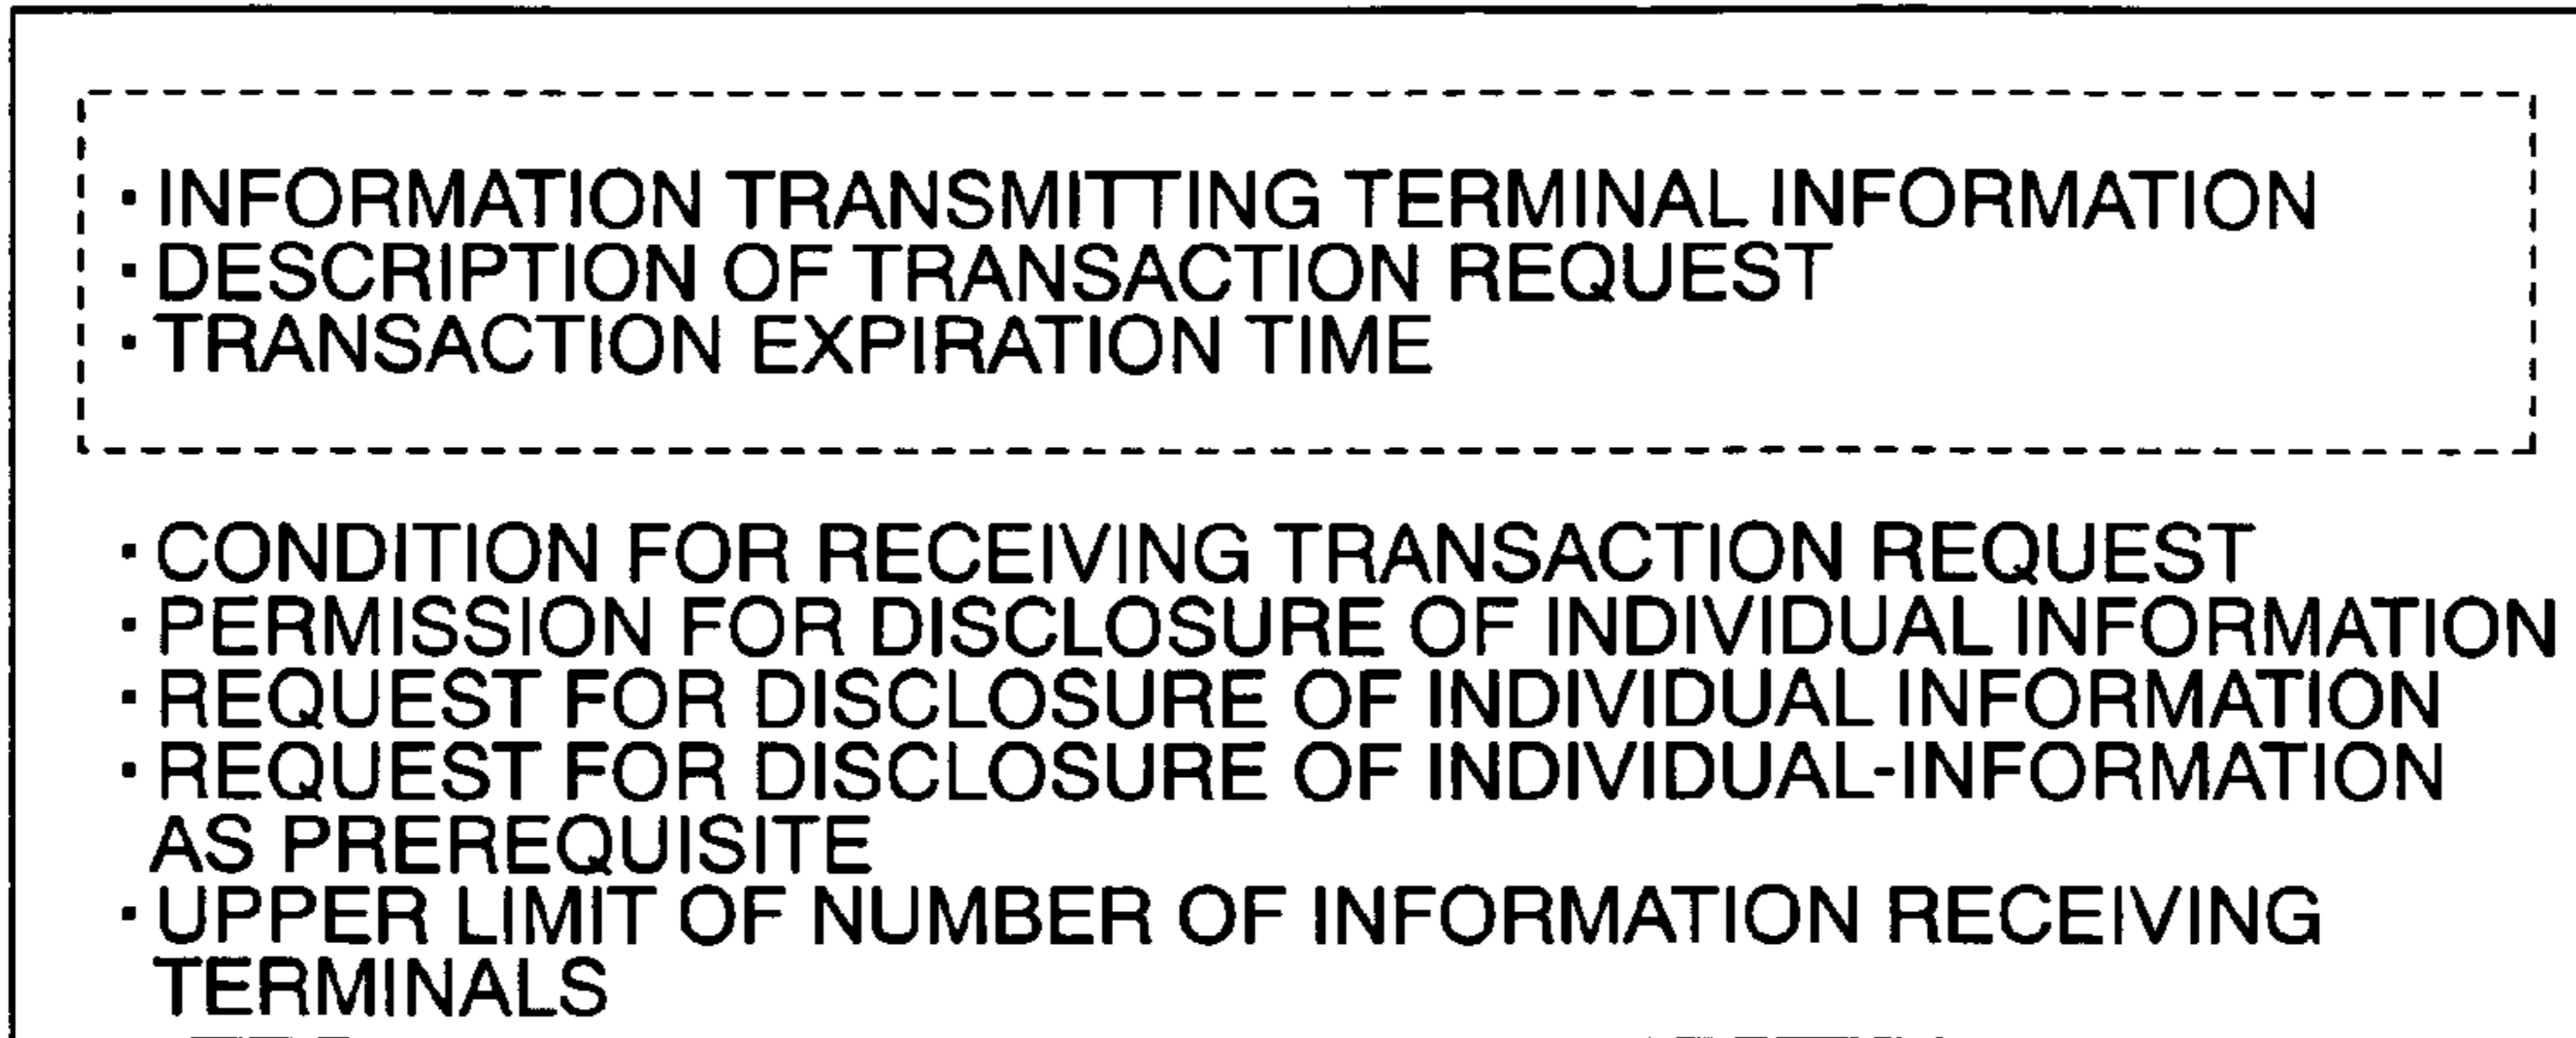 · INFORMATION TRANSMITTING TERMINAL INFORMATION
· DESCRIPTION OF TRANSACTION REQUEST
· TRANSACTION EXPIRATION TIME
· CONDITION FOR RECEIVING TRANSACTION REQUEST
· PERMISSION FOR DISCLOSURE OF INDIVIDUAL INFORMATION
· REQUEST FOR DISCLOSURE OF INDIVIDUAL INFORMATION
· REQUEST FOR DISCLOSURE OF INDIVIDUAL-INFORMATION
AS PREREQUISITE
· UPPER LIMIT OF NUMBER OF INFORMATION RECEIVING
TERMINALS